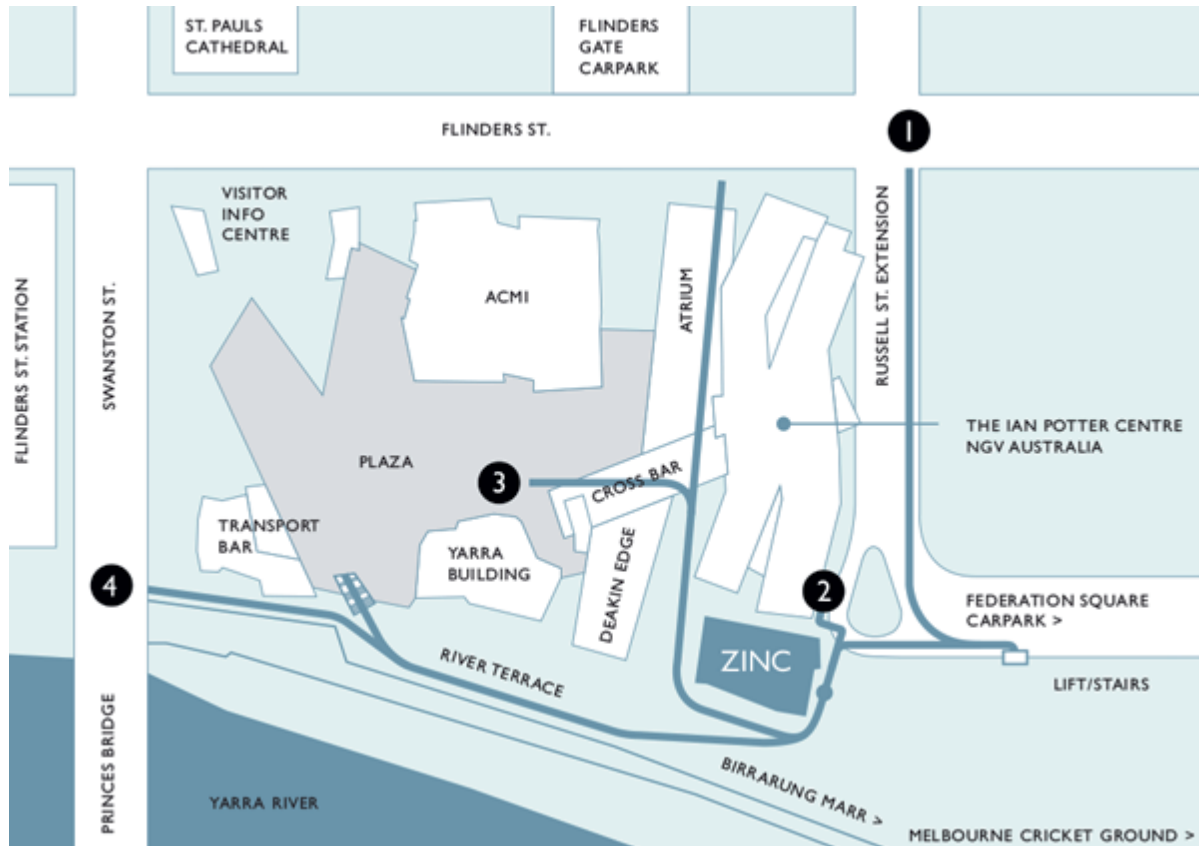 ST. PAULS
CATHEDRAL
FLINDERS
GATE
CARPARK
FLINDERS ST.
1
VISITOR
INFO
CENTRE
FLINDERS ST. STATION
SWANSTON ST.
ACMI
ATRIUM
RUSSELL ST. EXTENSION
THE IAN POTTER CENTRE
NGV AUSTRALIA
PLAZA
3
CROSS BAR
TRANSPORT
BAR
YARRA
BUILDING
DEAKIN EDGE
4
2
FEDERATION SQUARE
CARPARK >
ZINC
RIVER TERRACE
LIFT/STAIRS
PRINCES BRIDGE
YARRA RIVER
BIRRARUNG MARR >
MELBOURNE CRICKET GROUND >